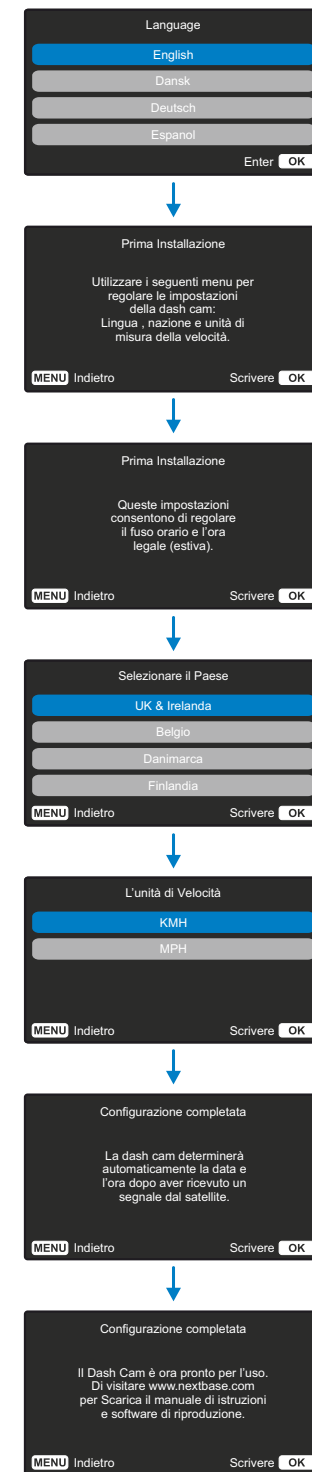 Language
English
Dansk
Deutsch
Espanol
Enter OK
Prima Installazione
Utilizzare i seguenti menu per
regolare le impostazioni
della dash cam:
Lingua , nazione e unità di
misura della velocità.
MENU Indietro Scrivere OK
Prima Installazione
Queste impostazioni
consentono di regolare
il fuso orario e l'ora
legale (estiva).
MENU Indietro Scrivere OK
Selezionare il Paese
UK & Irelanda
Belgio
Danimarca
Finlandia
MENU Indietro Scrivere OK
L'unità di Velocità
KMH
MPH
MENU Indietro Scrivere OK
Configurazione completata
La dash cam determinerà
automaticamente la data e
l'ora dopo aver ricevuto un
segnale dal satellite.
MENU Indietro Scrivere OK
Configurazione completata
Il Dash Cam è ora pronto per l'uso.
Di visitare www.nextbase.com
per Scarica il manuale di istruzioni
e software di riproduzione.
MENU Indietro Scrivere OK